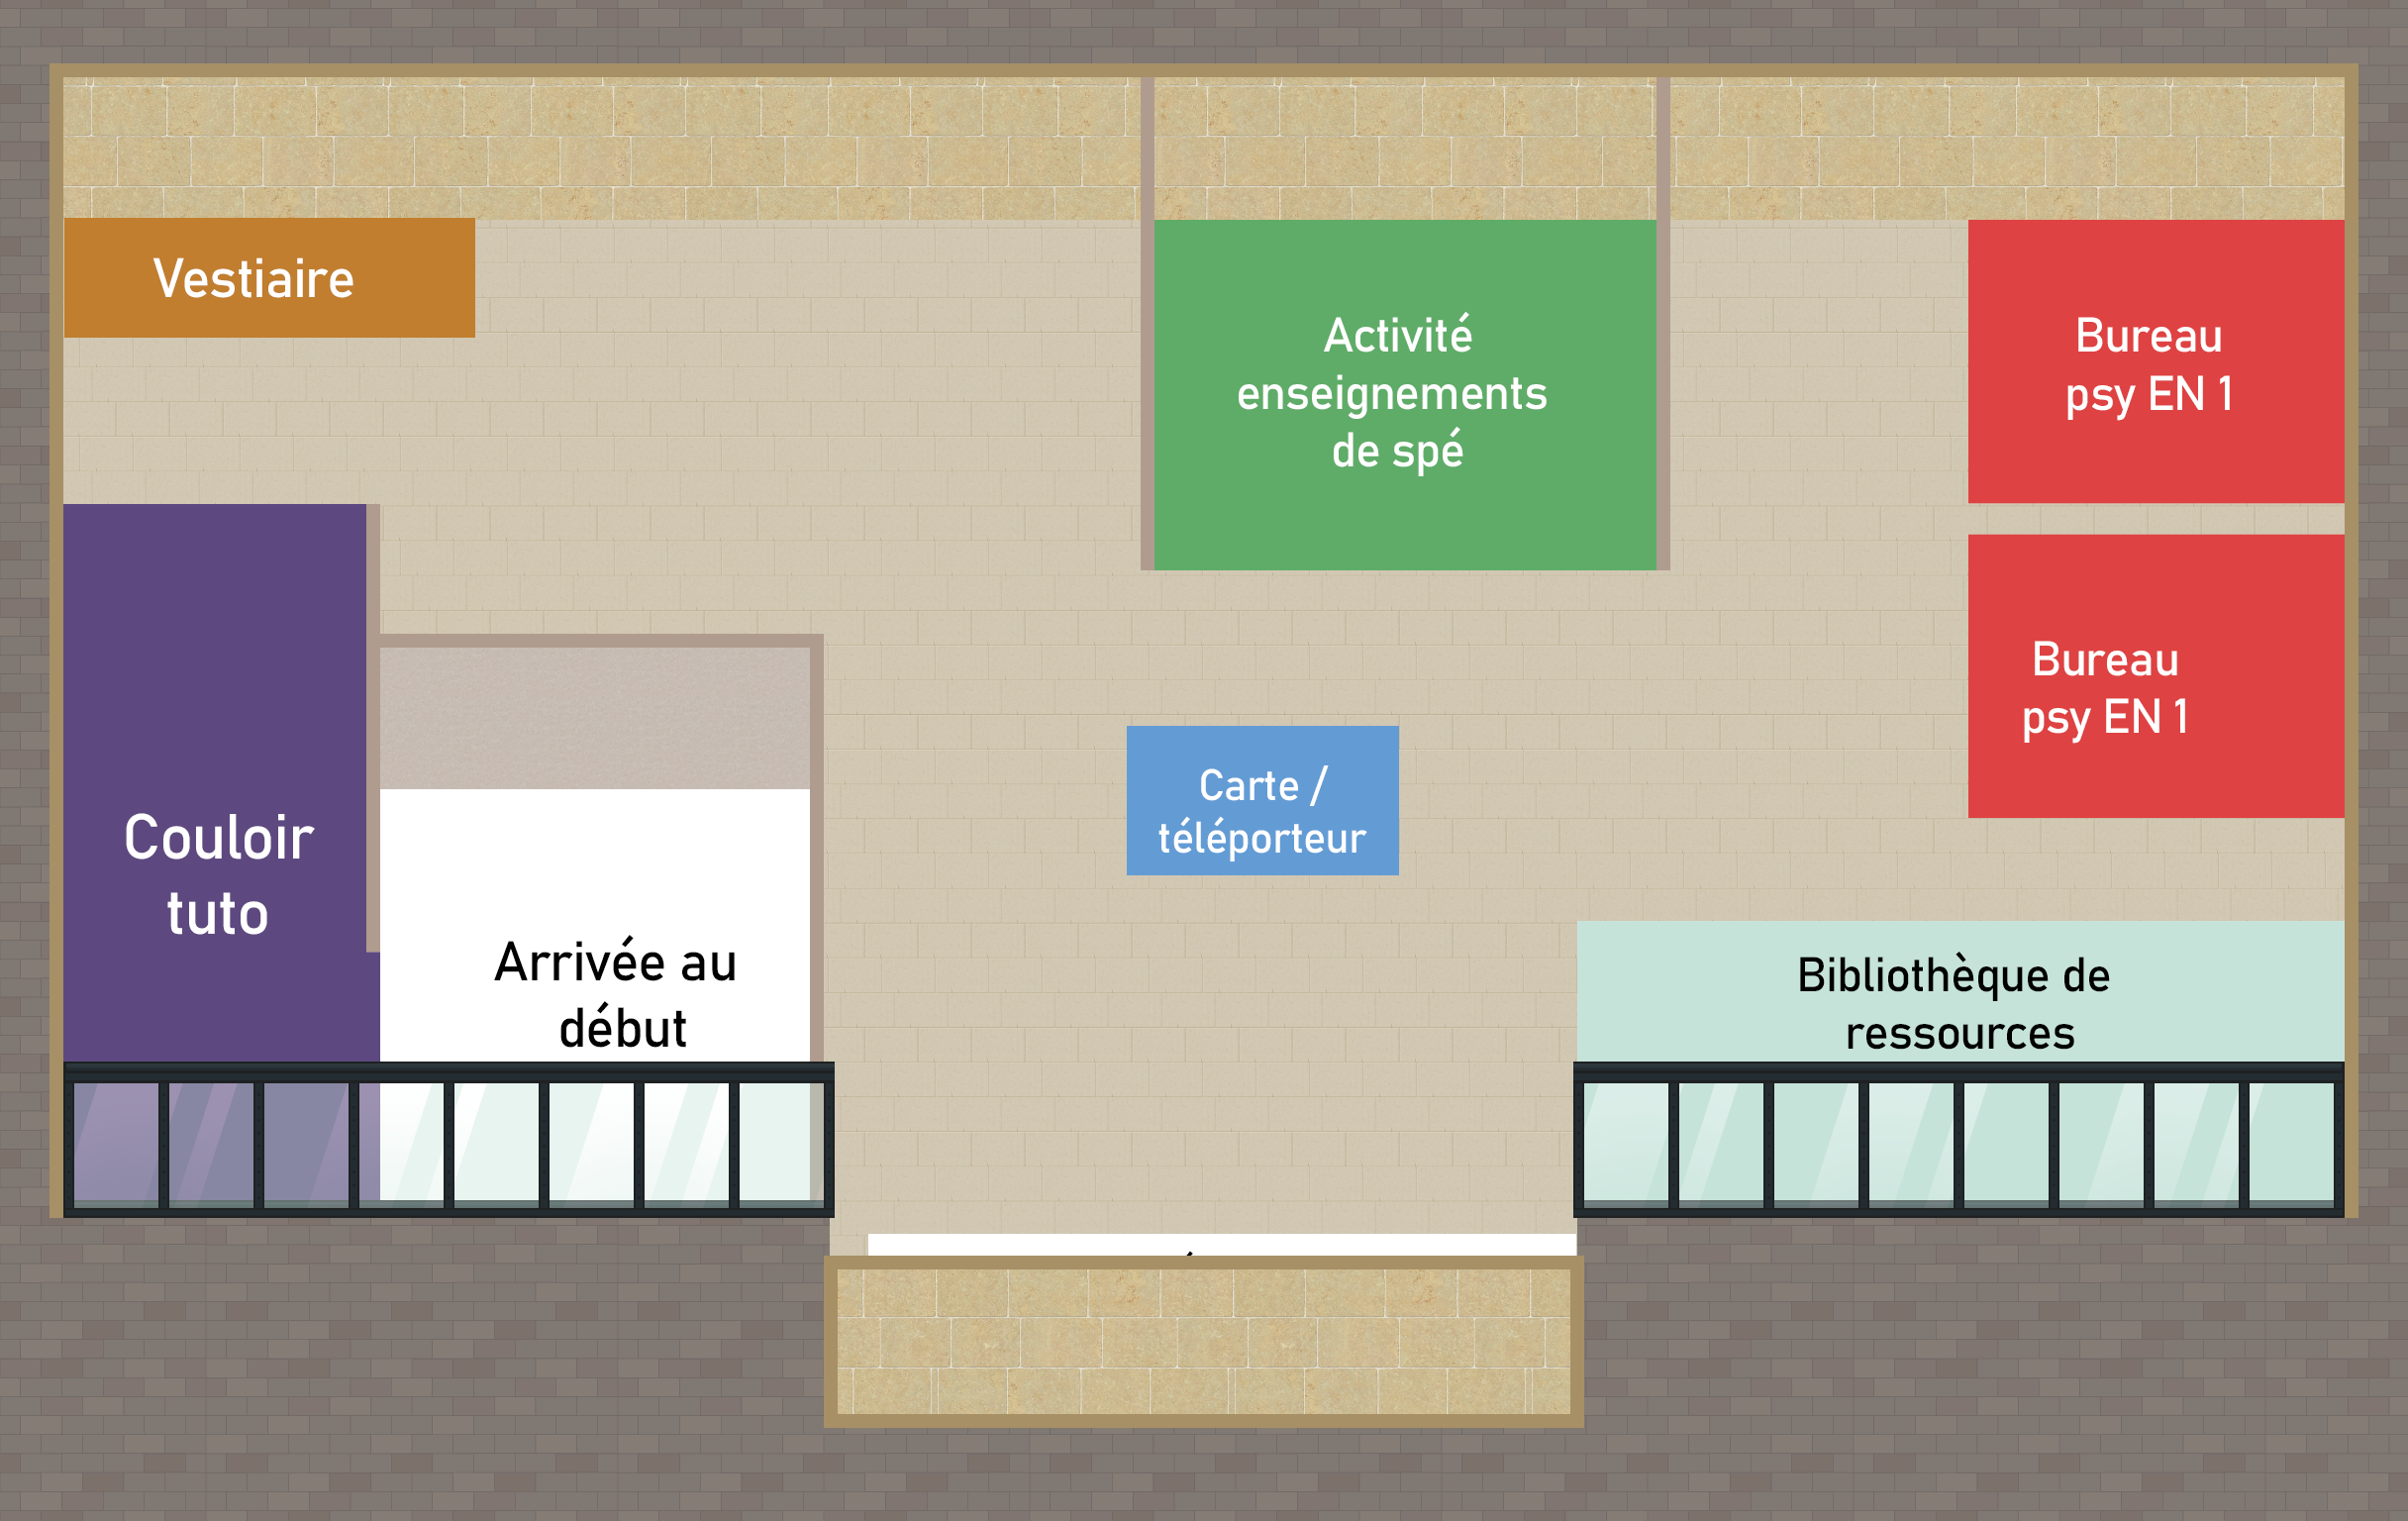 Vestiaire
Activité
enseignements
de spé
Bureau
psy EN 1
Bureau
psy EN 1
Carte /
téléporteur
Couloir
tuto
Arrivée au
début
Bibliothèque de
ressources